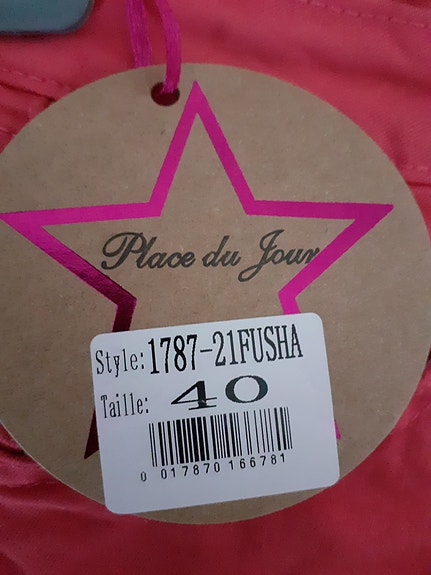 Place du Jour
Style: 1787-21FUSHA
Taille: 40
0 017870 166781